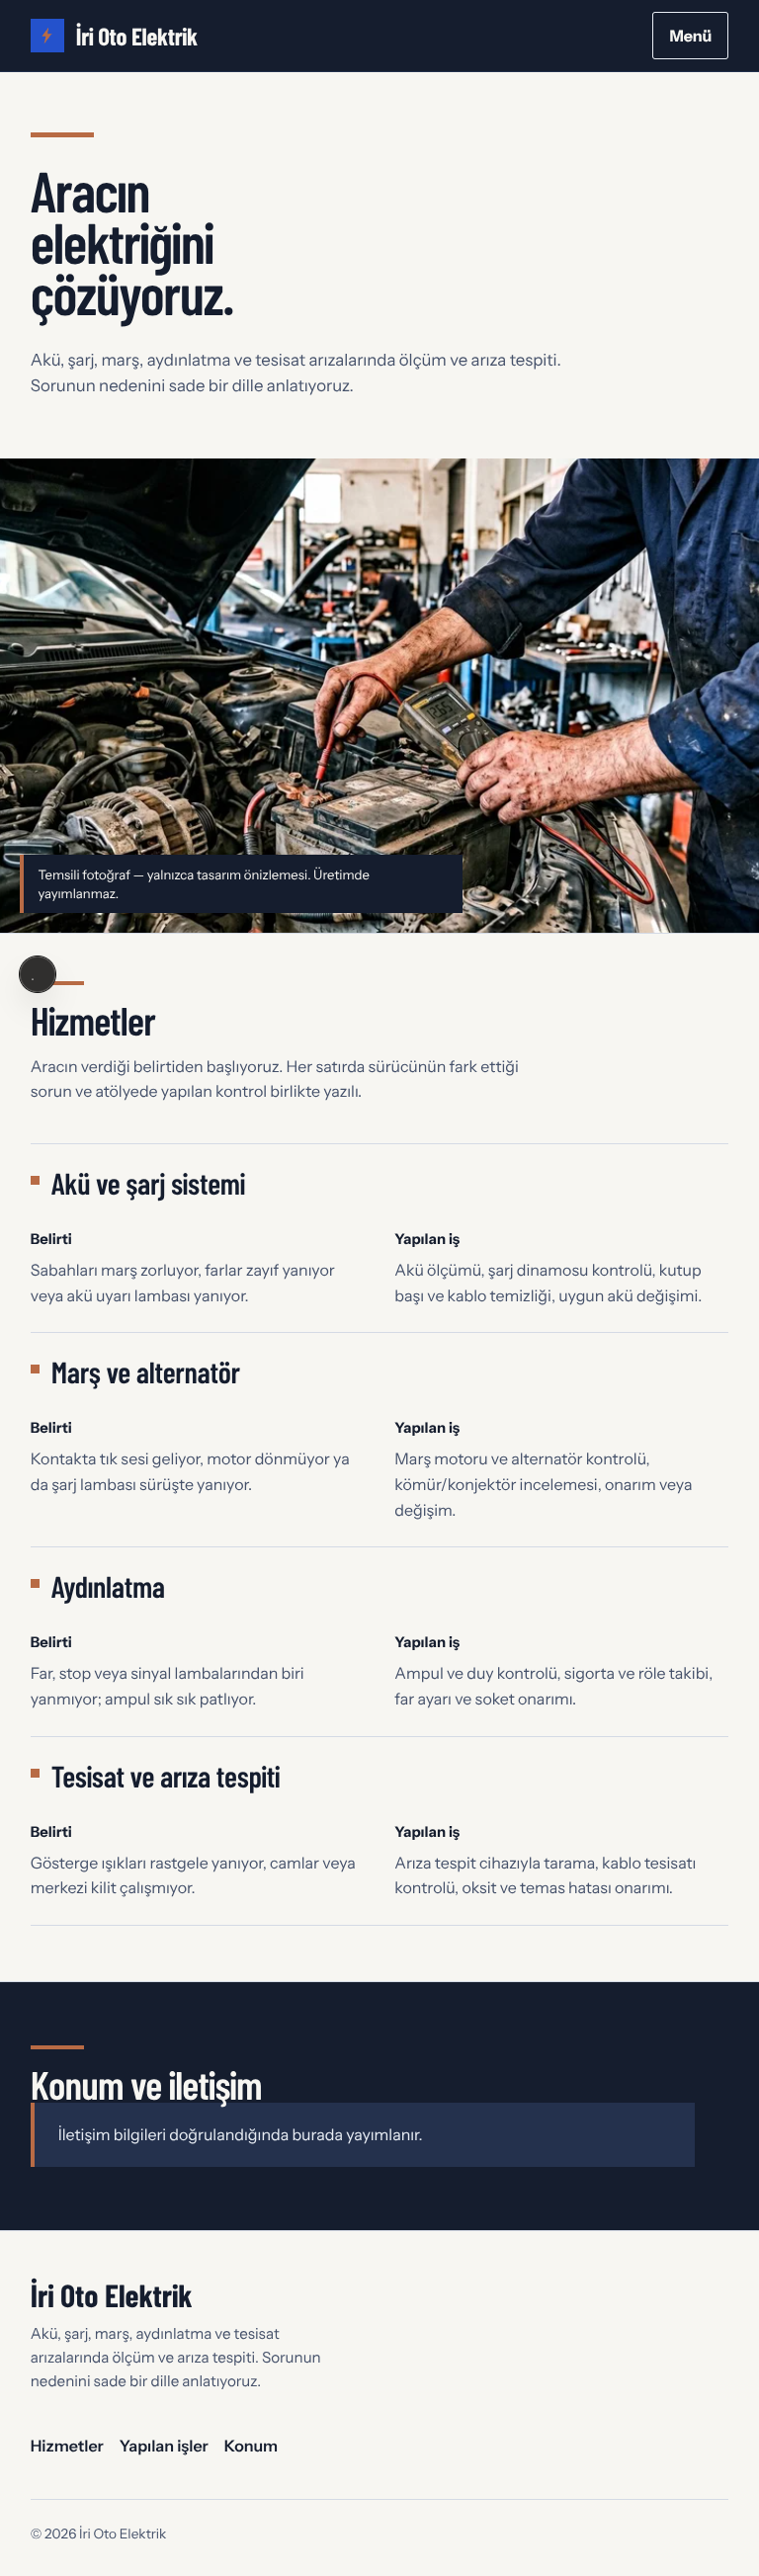 İri Oto Elektrik
Menü
Aracın
elektriğini
çözüyoruz.
Akü, şarj, marş, aydınlatma ve tesisat arızalarında ölçüm ve arıza tespiti.
Sorunun nedenini sade bir dille anlatıyoruz.
Temsili fotoğraf — yalnızca tasarım önizlemesi. Üretimde
yayımlanmaz.
Hizmetler
Aracın verdiği belirtiden başlıyoruz. Her satırda sürücünün fark ettiği
sorun ve atölyede yapılan kontrol birlikte yazılı.
Akü ve şarj sistemi
Belirti
Sabahları marş zorluyor, farlar zayıf yanıyor
veya akü uyarı lambası yanıyor.
Yapılan iş
Akü ölçümü, şarj dinamosu kontrolü, kutup
başı ve kablo temizliği, uygun akü değişimi.
Marş ve alternatör
Belirti
Kontakta tık sesi geliyor, motor dönmüyor ya
da şarj lambası sürüşte yanıyor.
Yapılan iş
Marş motoru ve alternatör kontrolü,
kömür/konjektör incelemesi, onarım veya
değişim.
Aydınlatma
Belirti
Far, stop veya sinyal lambalarından biri
yanmıyor; ampul sık sık patlıyor.
Yapılan iş
Ampul ve duy kontrolü, sigorta ve röle takibi,
far ayarı ve soket onarımı.
Tesisat ve arıza tespiti
Belirti
Gösterge ışıkları rastgele yanıyor, camlar veya
merkezi kilit çalışmıyor.
Yapılan iş
Arıza tespit cihazıyla tarama, kablo tesisatı
kontrolü, oksit ve temas hatası onarımı.
Konum ve iletişim
İletişim bilgileri doğrulandığında burada yayımlanır.
İri Oto Elektrik
Akü, şarj, marş, aydınlatma ve tesisat
arızalarında ölçüm ve arıza tespiti. Sorunun
nedenini sade bir dille anlatıyoruz.
Hizmetler Yapılan işler Konum
© 2026 İri Oto Elektrik